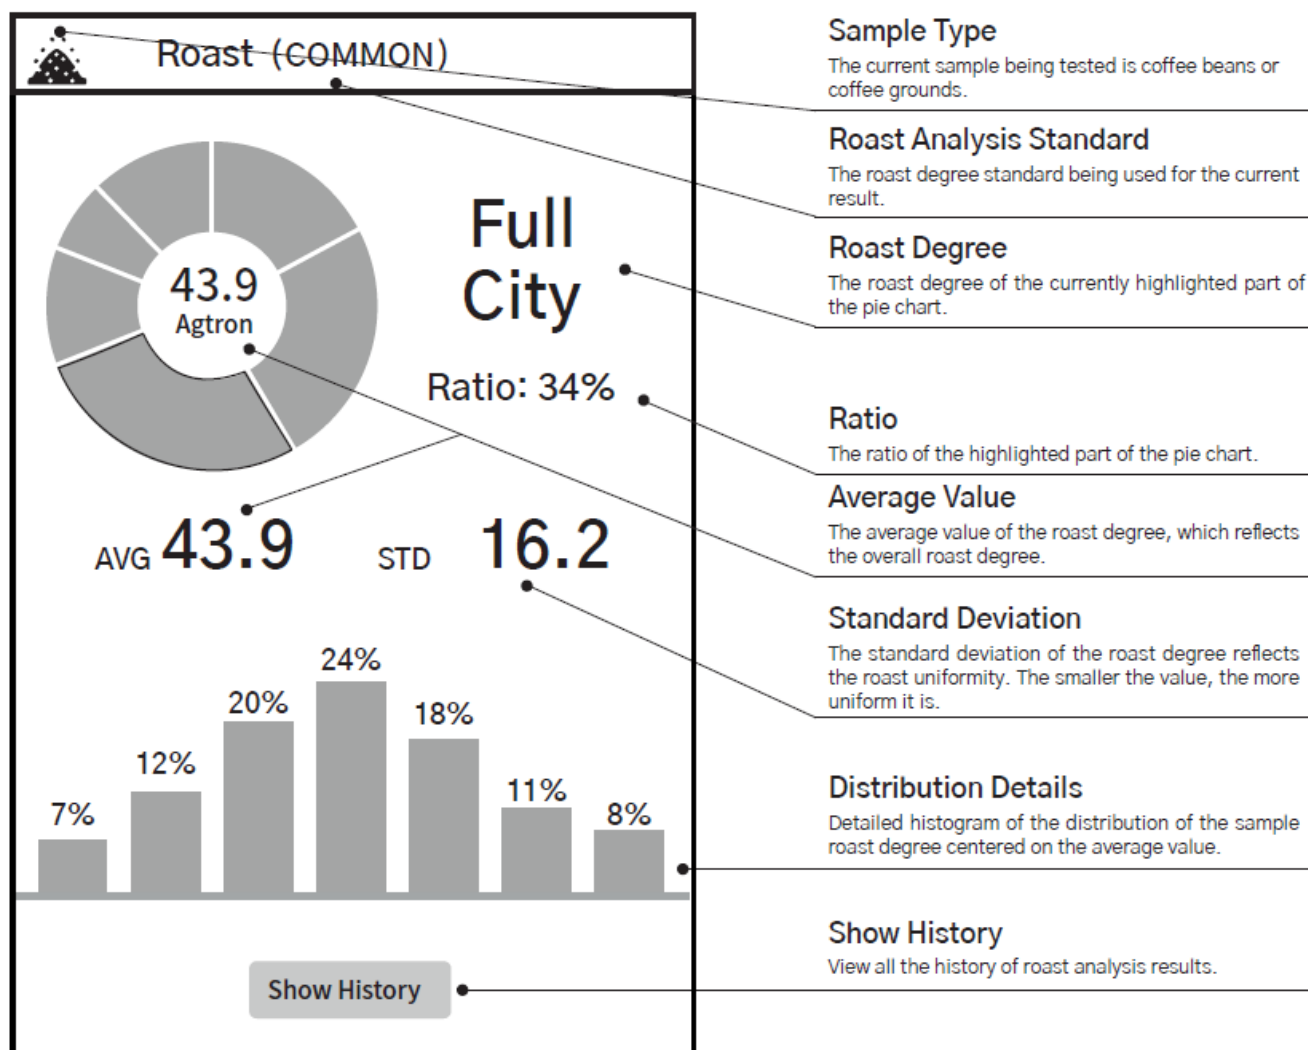 Roast (COMMON)
43.9
Agtron
Full
City
Ratio: 34%
AVG 43.9
STD 16.2
7%
12%
20%
24%
18%
11%
8%
Show History
Sample Type
The current sample being tested is coffee beans or
coffee grounds.
Roast Analysis Standard
The roast degree standard being used for the current
result.
Roast Degree
The roast degree of the currently highlighted part of
the pie chart.
Ratio
The ratio of the highlighted part of the pie chart.
Average Value
The average value of the roast degree, which reflects
the overall roast degree.
Standard Deviation
The standard deviation of the roast degree reflects
the roast uniformity. The smaller the value, the more
uniform it is.
Distribution Details
Detailed histogram of the distribution of the sample
roast degree centered on the average value.
Show History
View all the history of roast analysis results.